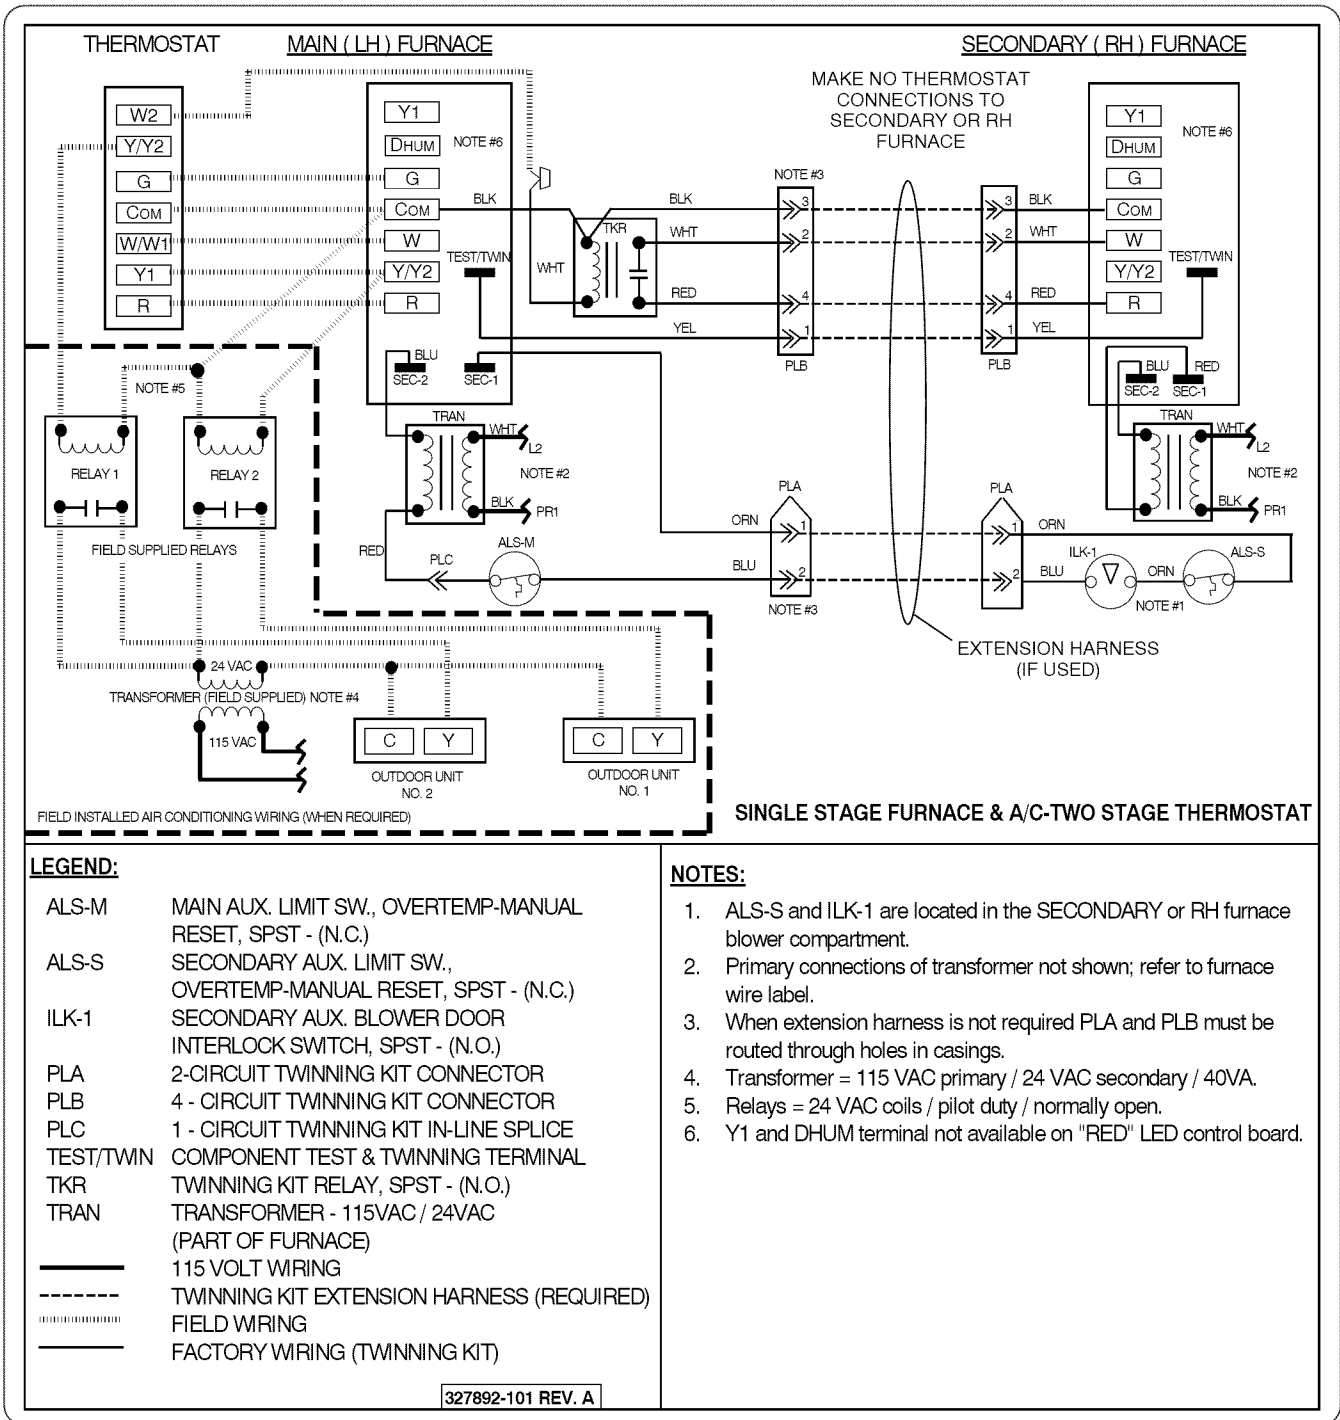 THERMOSTAT
MAIN ( LH ) FURNACE
SECONDARY ( RH ) FURNACE
MAKE NO THERMOSTAT
CONNECTIONS TO
SECONDARY OR RH
FURNACE
W2
Y/Y2
G
COM
W/W1
Y1
R
Y1
DHUM
NOTE #6
G
COM
W
Y/Y2
R
TEST/TWIN
BLK
WHT
TKR
BLK
WHT
RED
YEL
NOTE #3
3
2
4
1
PLB
3
2
4
1
PLB
BLK
WHT
RED
YEL
Y1
DHUM
NOTE #6
G
COM
W
Y/Y2
R
TEST/TWIN
BLU
SEC-2
SEC-1
BLU
RED
SEC-2
SEC-1
NOTE #5
RELAY 1
RELAY 2
FIELD SUPPLIED RELAYS
TRAN
WHT
L2
NOTE #2
BLK
PR1
RED
PLC
ALS-M
ORN
BLU
PLA
1
2
NOTE #3
PLA
1
2
ORN
BLU
ILK-1
ORN
ALS-S
NOTE #1
TRAN
WHT
L2
NOTE #2
BLK
PR1
EXTENSION HARNESS
(IF USED)
24 VAC
TRANSFORMER (FIELD SUPPLIED) NOTE #4
115 VAC
C
Y
OUTDOOR UNIT
NO. 2
C
Y
OUTDOOR UNIT
NO. 1
FIELD INSTALLED AIR CONDITIONING WIRING (WHEN REQUIRED)
SINGLE STAGE FURNACE & A/C-TWO STAGE THERMOSTAT
LEGEND:
ALS-M MAIN AUX. LIMIT SW., OVERTEMP-MANUAL
RESET, SPST - (N.C.)
ALS-S SECONDARY AUX. LIMIT SW.,
OVERTEMP-MANUAL RESET, SPST - (N.C.)
ILK-1 SECONDARY AUX. BLOWER DOOR
INTERLOCK SWITCH, SPST - (N.O.)
PLA 2-CIRCUIT TWINNING KIT CONNECTOR
PLB 4 - CIRCUIT TWINNING KIT CONNECTOR
PLC 1 - CIRCUIT TWINNING KIT IN-LINE SPLICE
TEST/TWIN COMPONENT TEST & TWINNING TERMINAL
TKR TWINNING KIT RELAY, SPST - (N.O.)
TRAN TRANSFORMER - 115VAC / 24VAC
(PART OF FURNACE)
115 VOLT WIRING
TWINNING KIT EXTENSION HARNESS (REQUIRED)
FIELD WIRING
FACTORY WIRING (TWINNING KIT)
327892-101 REV. A
NOTES:
1. ALS-S and ILK-1 are located in the SECONDARY or RH furnace
blower compartment.
2. Primary connections of transformer not shown; refer to furnace
wire label.
3. When extension harness is not required PLA and PLB must be
routed through holes in casings.
4. Transformer = 115 VAC primary / 24 VAC secondary / 40VA.
5. Relays = 24 VAC coils / pilot duty / normally open.
6. Y1 and DHUM terminal not available on "RED" LED control board.